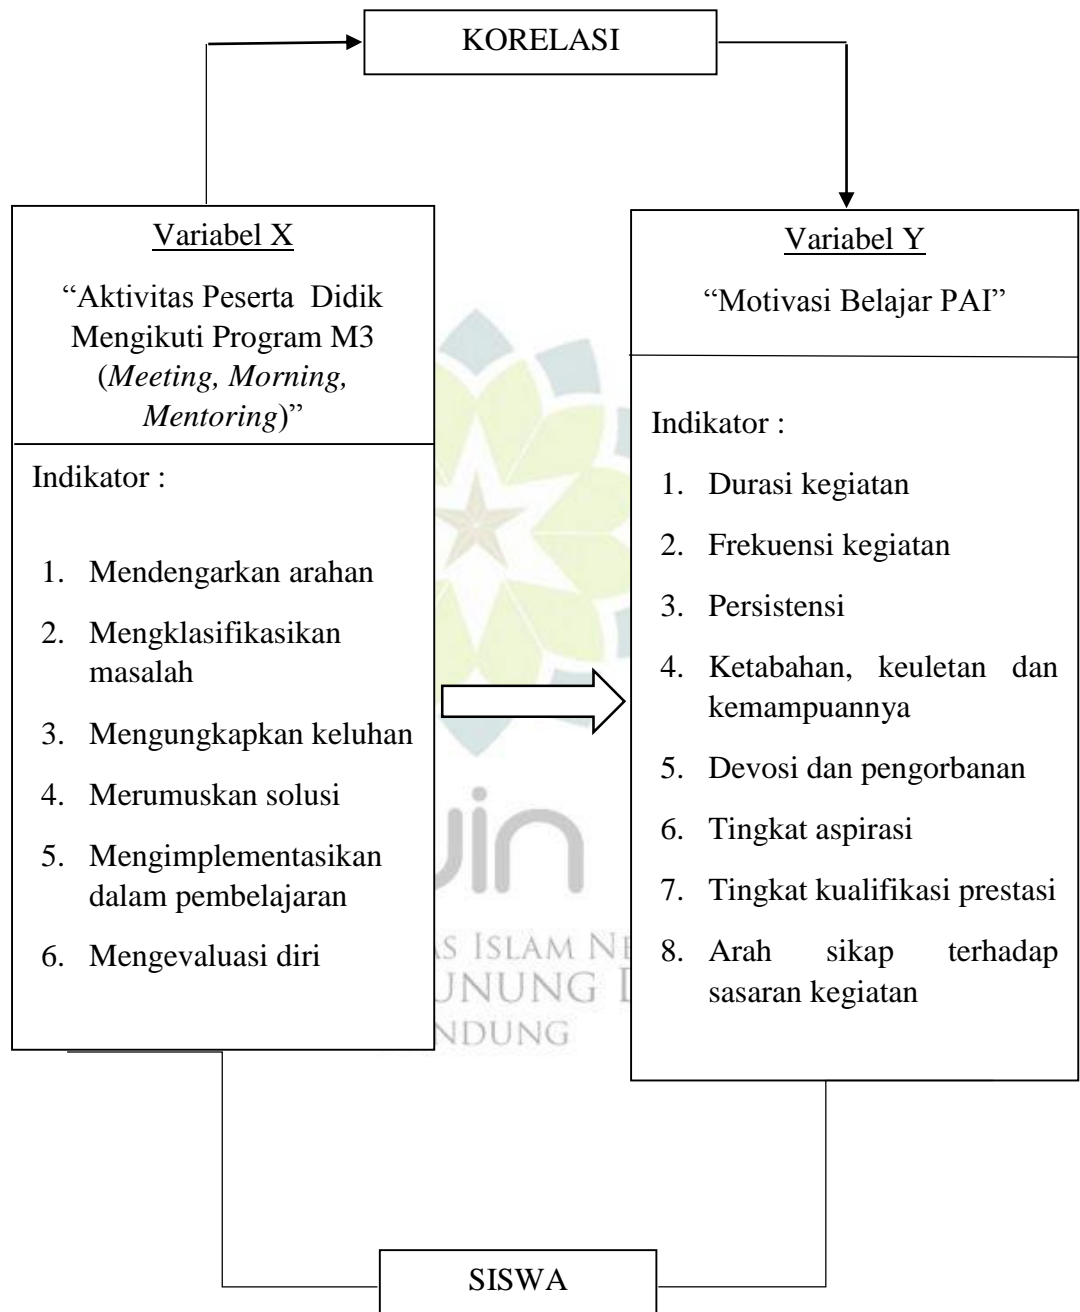 KORELASI
Variabel X
“Aktivitas Peserta Didik
Mengikuti Program M3
(Meeting, Morning,
Mentoring)”
Indikator :
1. Mendengarkan arahan
2. Mengklasifikasikan
masalah
3. Mengungkapkan keluhan
4. Merumuskan solusi
5. Mengimplementasikan
dalam pembelajaran
6. Mengevaluasi diri
Variabel Y
“Motivasi Belajar PAI”
Indikator :
1. Durasi kegiatan
2. Frekuensi kegiatan
3. Persistensi
4. Ketabahan, keuletan dan
kemampuannya
5. Devosi dan pengorbanan
6. Tingkat aspirasi
7. Tingkat kualifikasi prestasi
8. Arah sikap terhadap
sasaran kegiatan
uin
ISLAM
SISWA